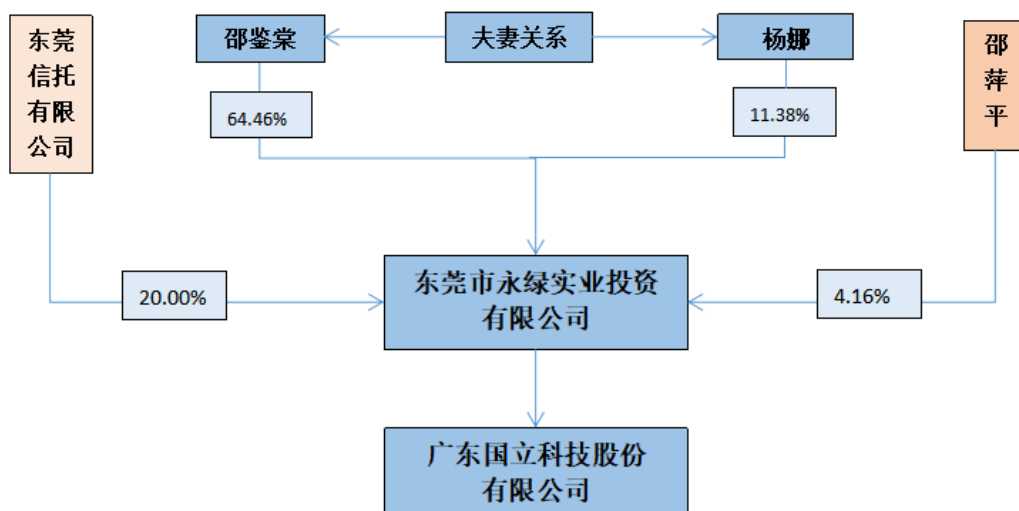 东莞
信托
有限
公司
邵鉴棠
夫妻关系
杨娜
邵
萍
平
64.46%
11.38%
东莞市永绿实业投资
有限公司
20.00%
4.16%
广东国立科技股份
有限公司